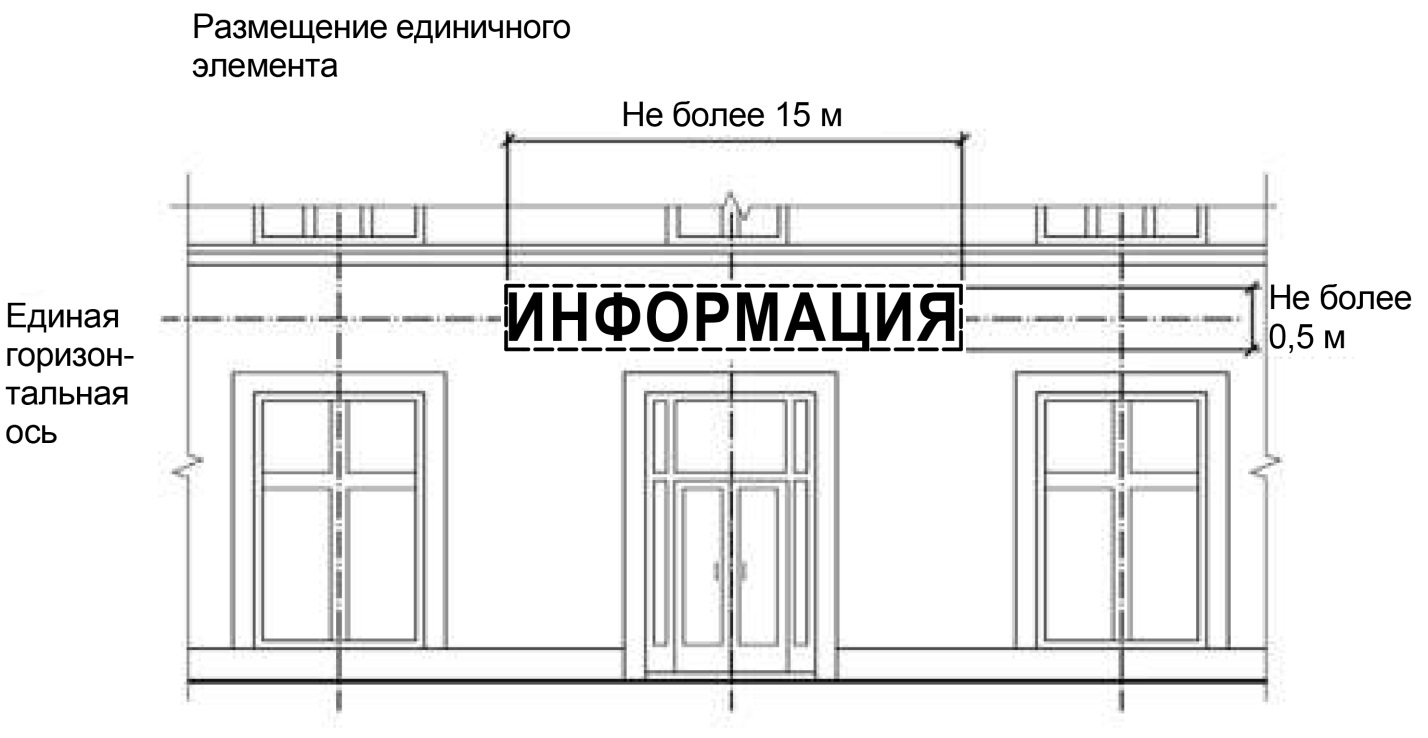 Размещение единичного
элемента
Не более 15 м
ИНФОРМАЦИЯ
Не более
0,5 м
Единая
горизон-
тальная
ось